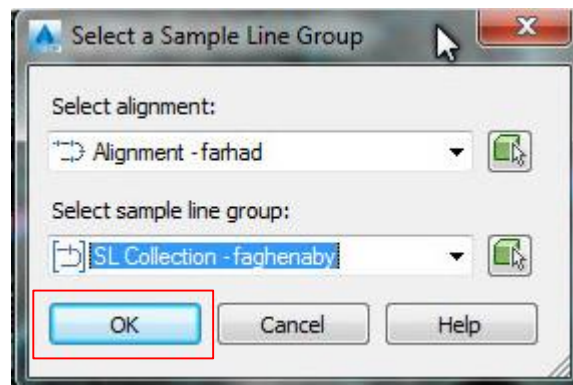 Select a Sample Line Group
Select alignment:
Alignment - farhad
Select sample line group:
SL Collection - faghenaby
OK Cancel Help